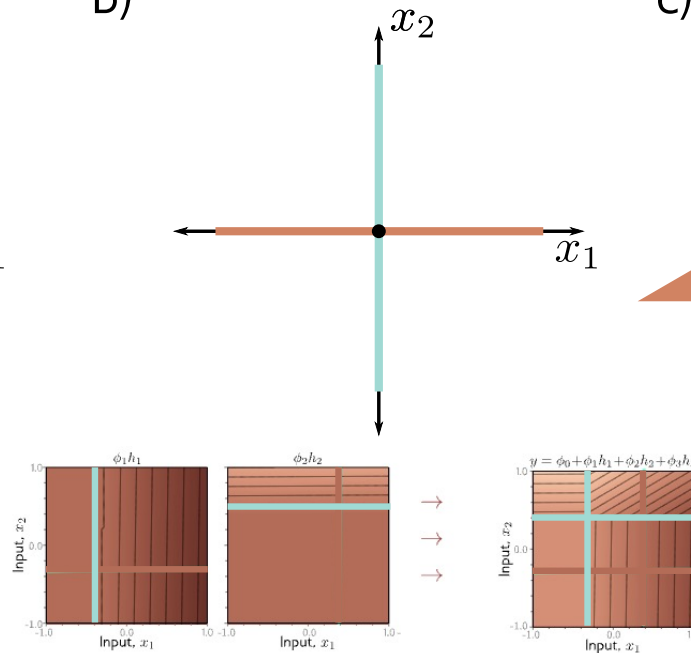 D) C)
x₂
x₁
ϕ₁h₁ ϕ₂h₂ y = ϕ₀+ϕ₁h₁+ϕ₂h₂+ϕ₃h
1.0 1.0
Input, x₂ 0.0 Input, x₂ 0.0
-1.0 -1.0
-1.0 0.0 1.0 -1.0 0.0 1.0 - -1.0 0.0
Input, x₁ Input, x₁ Input, x₁